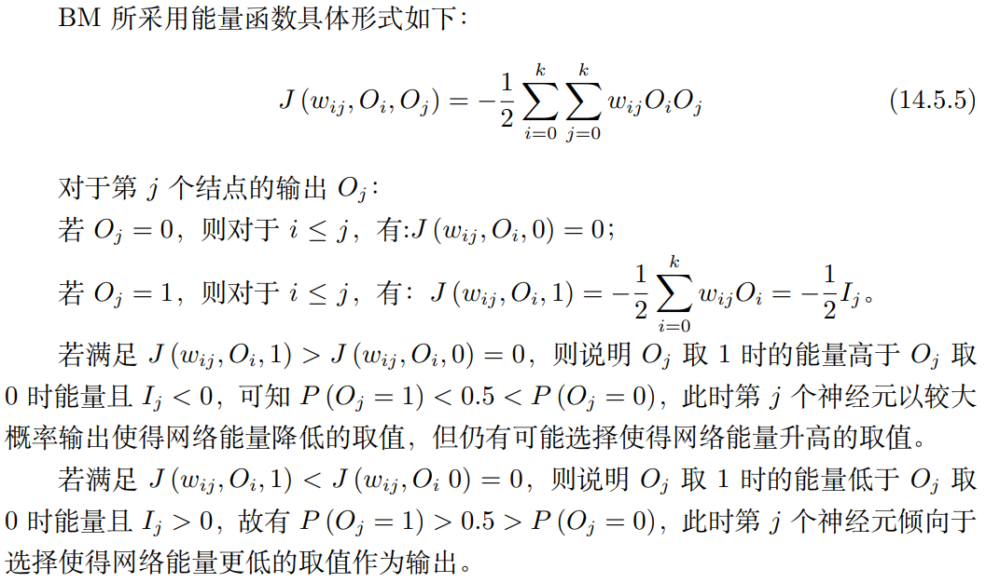 BM 所采用能量函数具体形式如下：
J (w_{ij}, O_i, O_j) = -\frac{1}{2} \sum_{i=0}^{k} \sum_{j=0}^{k} w_{ij} O_i O_j (14.5.5)
对于第 j 个结点的输出 O_j：
若 O_j = 0，则对于 i ≤ j，有:J (w_{ij}, O_i, 0) = 0；
若 O_j = 1，则对于 i ≤ j，有：J (w_{ij}, O_i, 1) = -\frac{1}{2} \sum_{i=0}^{k} w_{ij} O_i = -\frac{1}{2} I_j。
若满足 J (w_{ij}, O_i, 1) > J (w_{ij}, O_i, 0) = 0，则说明 O_j 取 1 时的能量高于 O_j 取
0 时能量且 I_j < 0，可知 P (O_j = 1) < 0.5 < P (O_j = 0)，此时第 j 个神经元以较大
概率输出使得网络能量降低的取值，但仍有可能选择使得网络能量升高的取值。
若满足 J (w_{ij}, O_i, 1) < J (w_{ij}, O_i 0) = 0，则说明 O_j 取 1 时的能量低于 O_j 取
0 时能量且 I_j > 0，故有 P (O_j = 1) > 0.5 > P (O_j = 0)，此时第 j 个神经元倾向于
选择使得网络能量更低的取值作为输出。